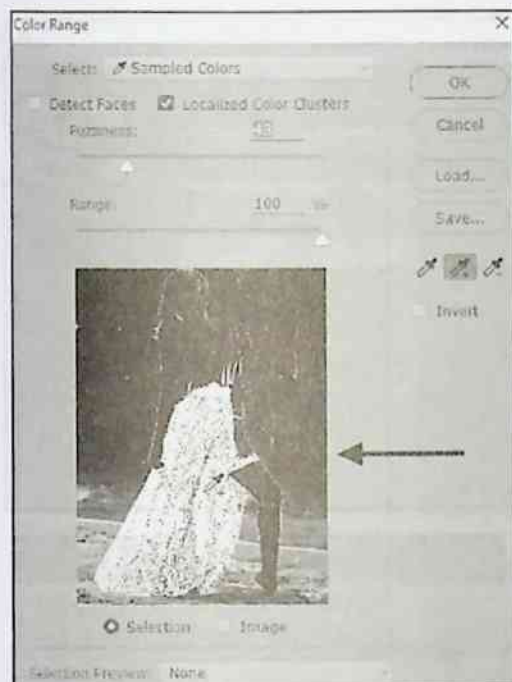 Color Range
Select: Sampled Colors
OK
Detect Faces Localized Color Clusters
Fuzziness:
Cancel
Load...
Range: 100 %
Save...
Invert
Selection Image
Selection Preview: None